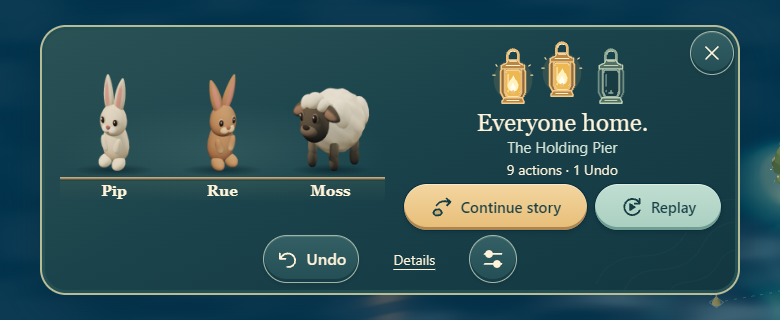 Everyone home.
The Holding Pier
9 actions · 1 Undo
Pip Rue Moss
Continue story Replay
Undo Details